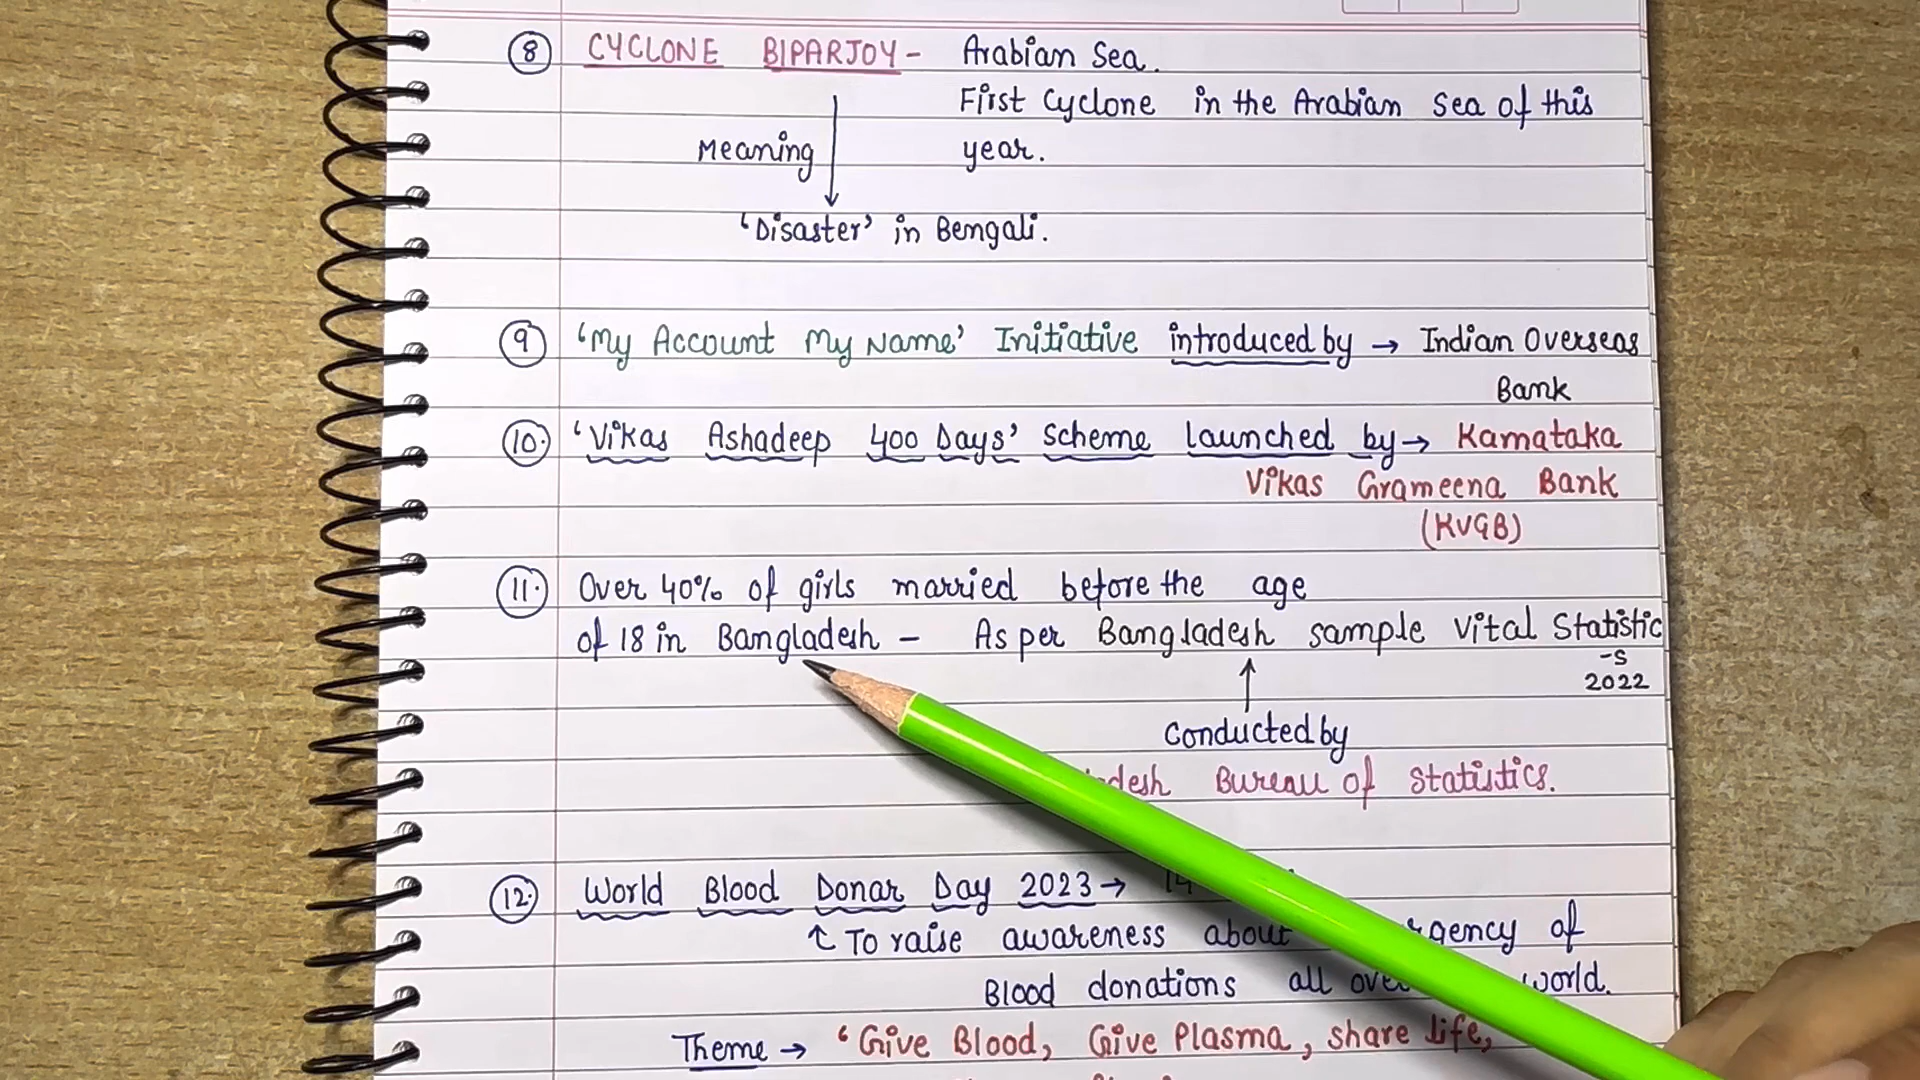 8 CYCLONE BIPARJOY - Arabian Sea.
First Cyclone in the Arabian Sea of this
Meaning year.
'Disaster' in Bengali.
9 'My Account My Name' Initiative introduced by → Indian Overseas
Bank
10. 'Vikas Ashadeep 400 Days' Scheme launched by → Karnataka
Vikas Grameena Bank
(KVGB)
11. Over 40% of girls married before the age
of 18 in Bangladesh - As per Bangladesh sample Vital Statistic
-s
2022
Conducted by
desh Bureau of Statistics.
12. World Blood Donar Day 2023 →
↑ To raise awareness about
Blood donations all world.
Theme → 'Give Blood, Give Plasma, share life,